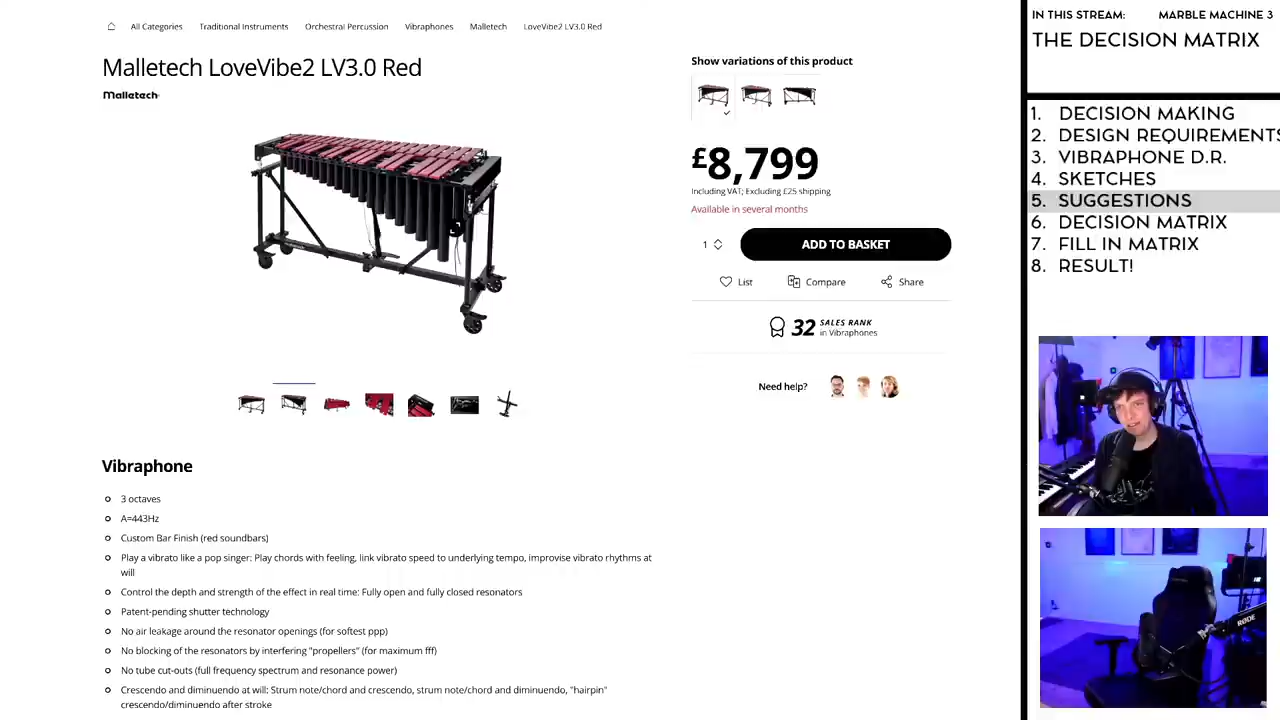 All Categories
Traditional Instruments
Orchestral Percussion
Vibraphones
Malletech
LoveVibe2 LV3.0 Red
Malletech LoveVibe2 LV3.0 Red
Malletech
Show variations of this product
£8,799
Including VAT; Excluding £25 shipping
Available in several months
1
ADD TO BASKET
List
Compare
Share
32 SALES RANK
in Vibraphones
Need help?
Vibraphone
3 octaves
A=443Hz
Custom Bar Finish (red soundbars)
Play a vibrato like a pop singer: Play chords with feeling, link vibrato speed to underlying tempo, improvise vibrato rhythms at
will
Control the depth and strength of the effect in real time: Fully open and fully closed resonators
Patent-pending shutter technology
No air leakage around the resonator openings (for softest ppp)
No blocking of the resonators by interfering "propellers" (for maximum fff)
No tube cut-outs (full frequency spectrum and resonance power)
Crescendo and diminuendo at will: Strum note/chord and crescendo, strum note/chord and diminuendo, "hairpin"
crescendo/diminuendo after stroke
IN THIS STREAM: MARBLE MACHINE 3
THE DECISION MATRIX
1. DECISION MAKING
2. DESIGN REQUIREMENTS
3. VIBRAPHONE D.R.
4. SKETCHES
5. SUGGESTIONS
6. DECISION MATRIX
7. FILL IN MATRIX
8. RESULT!
RØDE